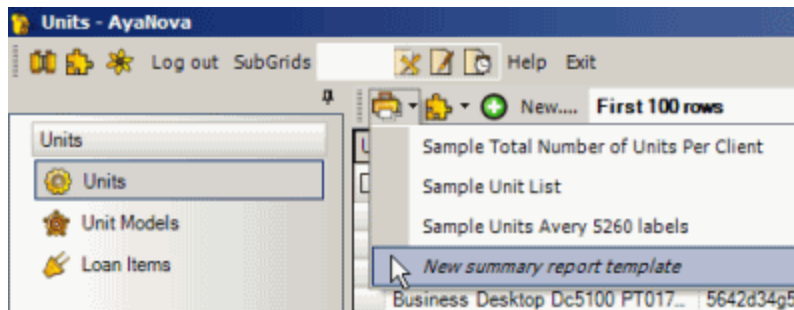 Units - AyaNova
Log out SubGrids Help Exit
New.... First 100 rows
Units
Units
Unit Models
Loan Items
Sample Total Number of Units Per Client
Sample Unit List
Sample Units Avery 5260 labels
New summary report template
Business Desktop Dc5100 PT017... 5642d34g5